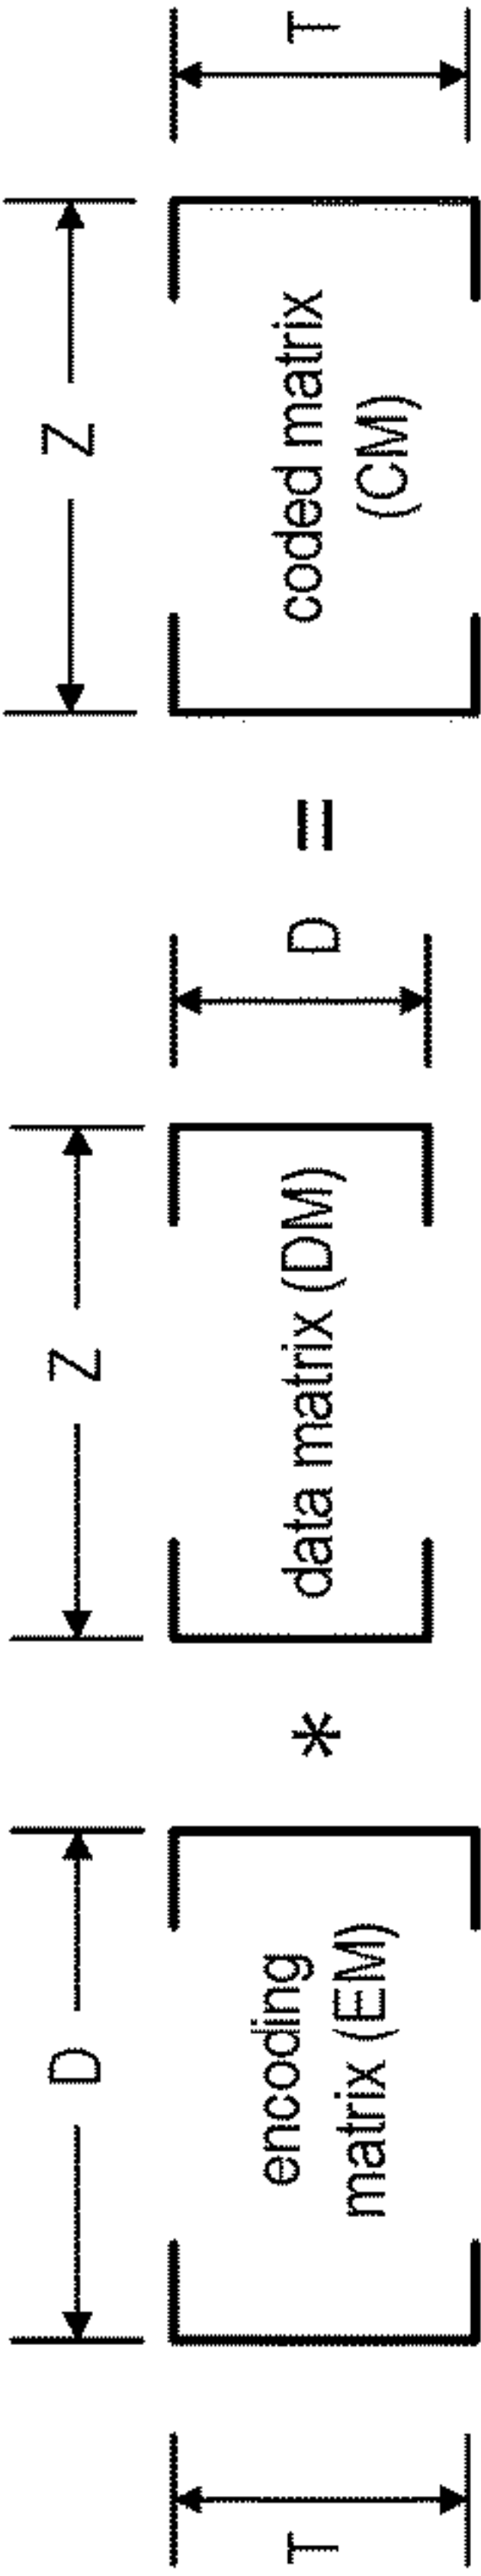 D
Z
Z
T
encoding
matrix (EM)
*
data matrix (DM)
D
=
coded matrix
(CM)
T